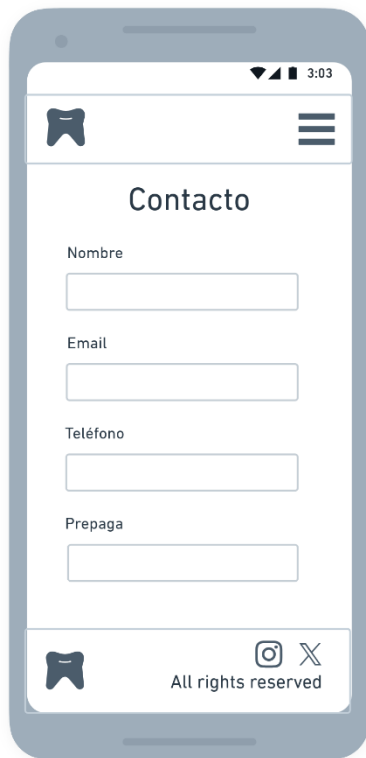 3:03
Contacto
Nombre
Email
Teléfono
Prepaga
All rights reserved